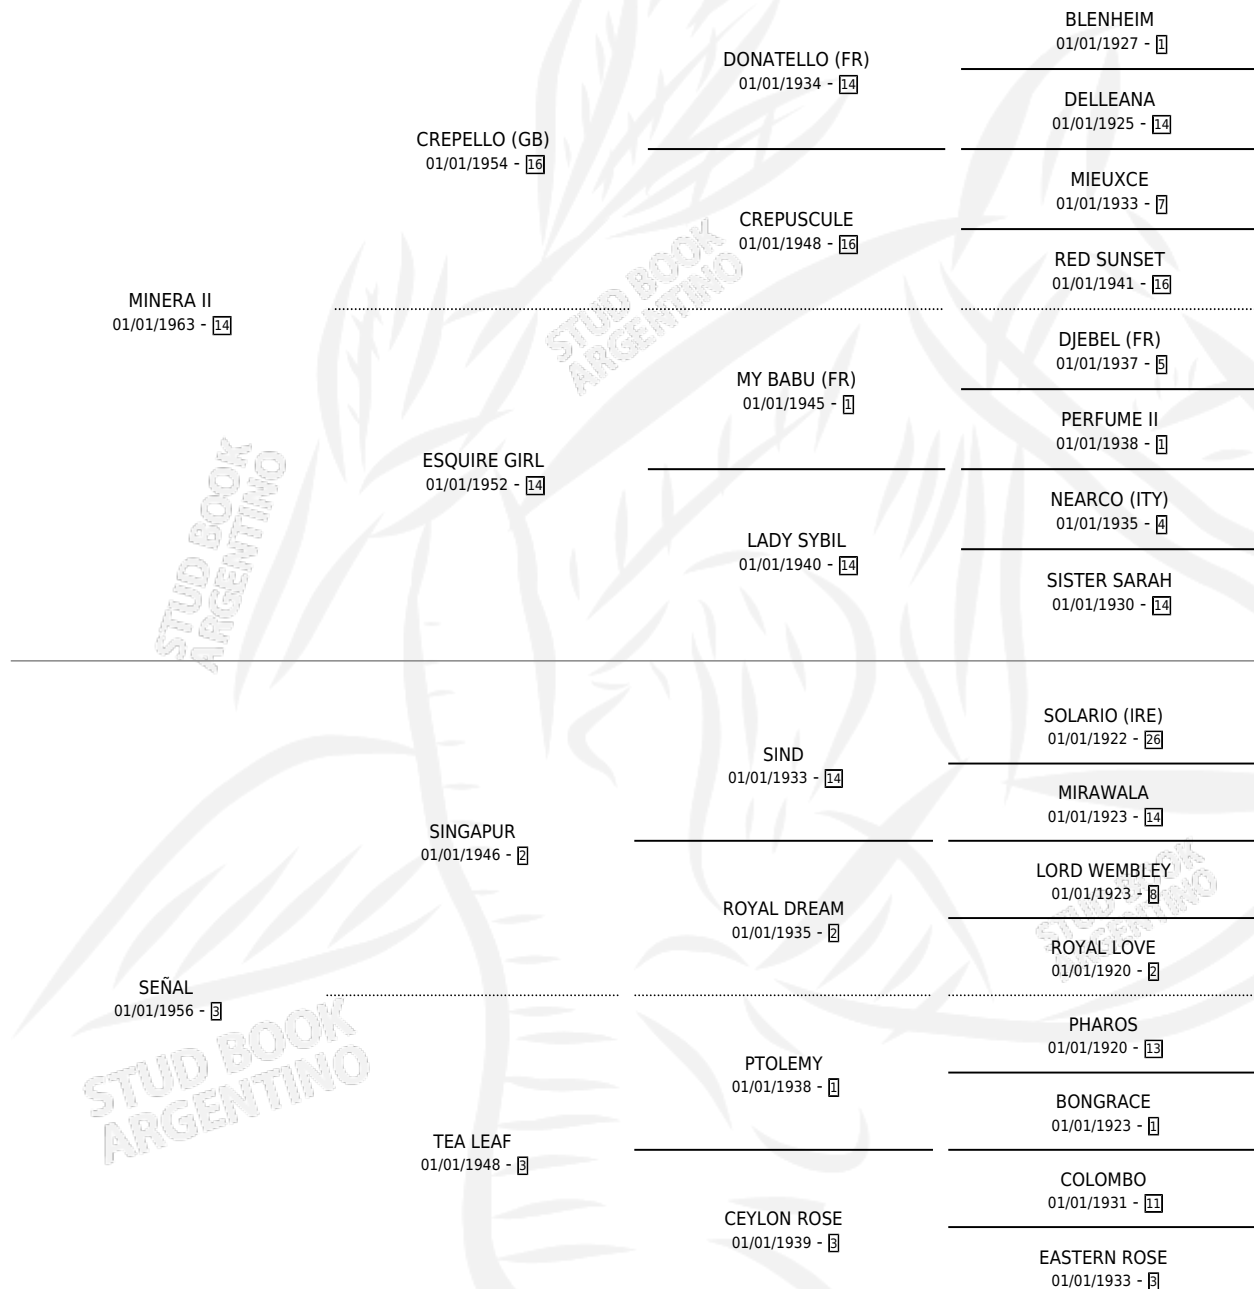 BLENHEIM
01/01/1927 - 1
DONATELLO (FR)
01/01/1934 - 14
DELLEANA
01/01/1925 - 14
CREPELLO (GB)
01/01/1954 - 16
MIEUXCE
01/01/1933 - 7
CREPUSCULE
01/01/1948 - 16
RED SUNSET
01/01/1941 - 16
MINERA II
01/01/1963 - 14
DJEBEL (FR)
01/01/1937 - 5
MY BABU (FR)
01/01/1945 - 1
PERFUME II
01/01/1938 - 1
ESQUIRE GIRL
01/01/1952 - 14
NEARCO (ITY)
01/01/1935 - 4
LADY SYBIL
01/01/1940 - 14
SISTER SARAH
01/01/1930 - 14
SOLARIO (IRE)
01/01/1922 - 26
SIND
01/01/1933 - 14
MIRAWALA
01/01/1923 - 14
SINGAPUR
01/01/1946 - 2
LORD WEMBLEY
01/01/1923 - 8
ROYAL DREAM
01/01/1935 - 2
ROYAL LOVE
01/01/1920 - 2
SEÑAL
01/01/1956 - 3
PHAROS
01/01/1920 - 13
PTOLEMY
01/01/1938 - 1
BONGRACE
01/01/1923 - 1
TEA LEAF
01/01/1948 - 3
COLOMBO
01/01/1931 - 11
CEYLON ROSE
01/01/1939 - 3
EASTERN ROSE
01/01/1933 - 3
STUD BOOK
ARGENTINO
STUD BOOK
ARGENTINO
STUD BOOK
ARGENTINO
STUD BOOK
ARGENTINO